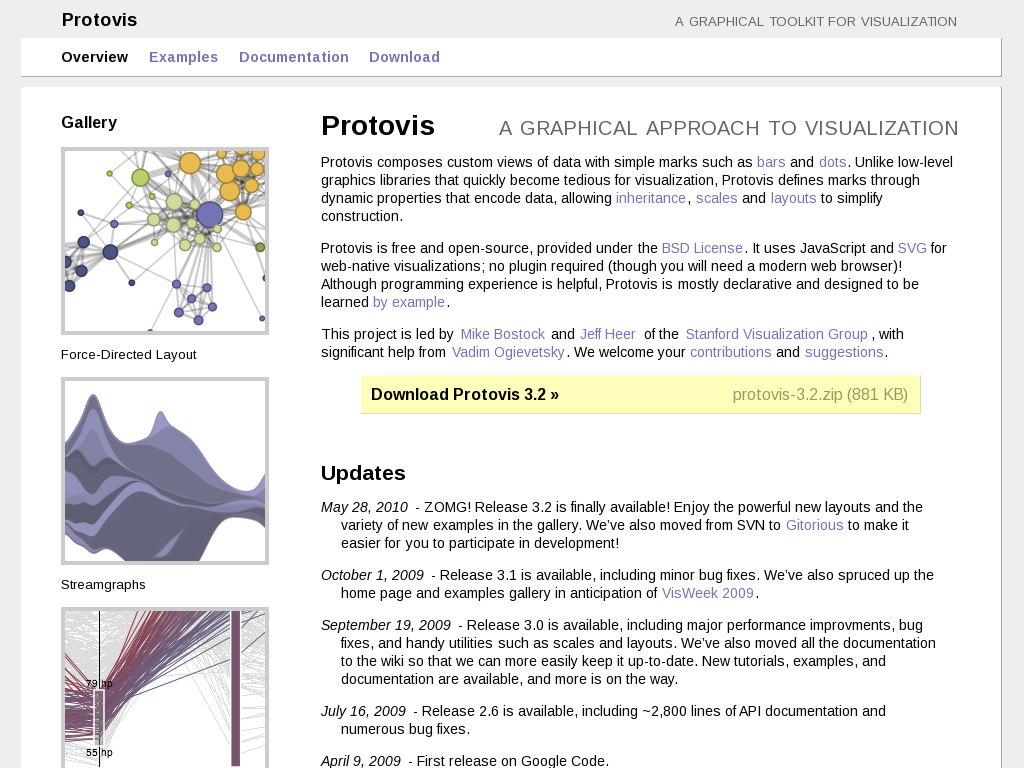 Protovis
A GRAPHICAL TOOLKIT FOR VISUALIZATION
Overview Examples Documentation Download
Gallery
Force-Directed Layout
Streamgraphs
79 hp
55 hp
Protovis A GRAPHICAL APPROACH TO VISUALIZATION
Protovis composes custom views of data with simple marks such as bars and dots. Unlike low-level
graphics libraries that quickly become tedious for visualization, Protovis defines marks through
dynamic properties that encode data, allowing inheritance, scales and layouts to simplify
construction.
Protovis is free and open-source, provided under the BSD License. It uses JavaScript and SVG for
web-native visualizations; no plugin required (though you will need a modern web browser)!
Although programming experience is helpful, Protovis is mostly declarative and designed to be
learned by example.
This project is led by Mike Bostock and Jeff Heer of the Stanford Visualization Group, with
significant help from Vadim Ogievetsky. We welcome your contributions and suggestions.
Download Protovis 3.2 » protovis-3.2.zip (881 KB)
Updates
May 28, 2010 - ZOMG! Release 3.2 is finally available! Enjoy the powerful new layouts and the
variety of new examples in the gallery. We’ve also moved from SVN to Gitorious to make it
easier for you to participate in development!
October 1, 2009 - Release 3.1 is available, including minor bug fixes. We’ve also spruced up the
home page and examples gallery in anticipation of VisWeek 2009.
September 19, 2009 - Release 3.0 is available, including major performance improvments, bug
fixes, and handy utilities such as scales and layouts. We’ve also moved all the documentation
to the wiki so that we can more easily keep it up-to-date. New tutorials, examples, and
documentation are available, and more is on the way.
July 16, 2009 - Release 2.6 is available, including ~2,800 lines of API documentation and
numerous bug fixes.
April 9, 2009 - First release on Google Code.